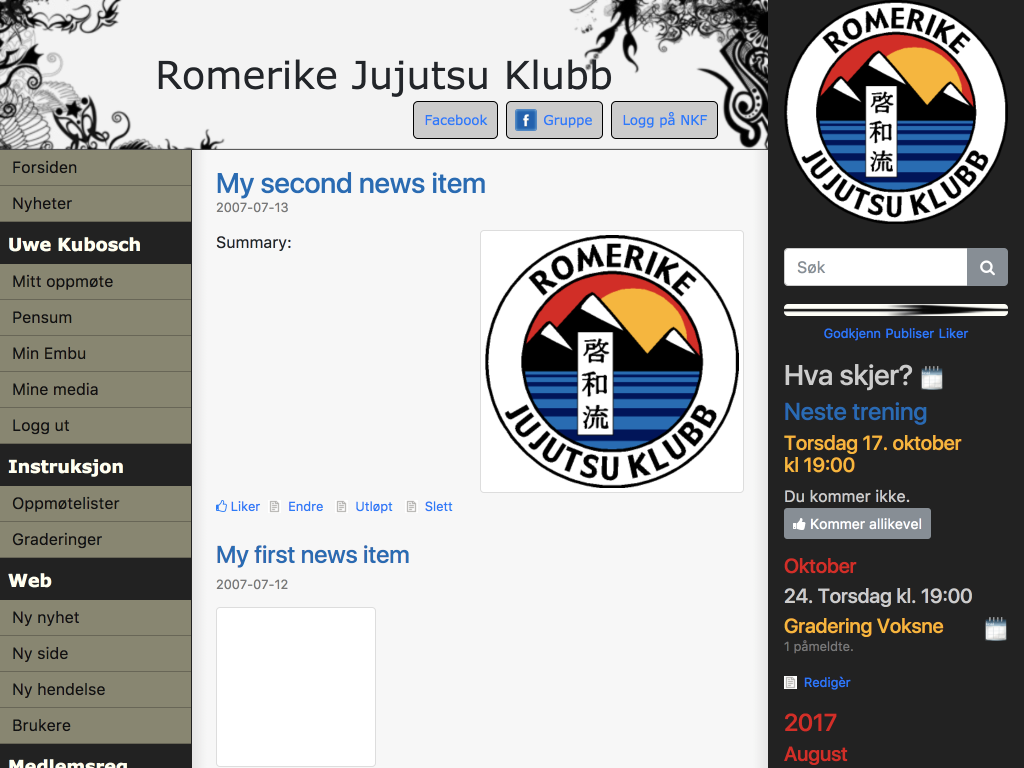 Romerike Jujutsu Klubb
Facebook
f Gruppe
Logg på NKF
Forsiden
Nyheter
Uwe Kubosch
Mitt oppmøte
Pensum
Min Embu
Mine media
Logg ut
Instruksjon
Oppmøtelister
Graderinger
Web
Ny nyhet
Ny side
Ny hendelse
Brukere
Medlemsreg
My second news item
2007-07-13
Summary:
ROMERIKE
啓和流
JUJUTSU KLUBB
Liker Endre Utløpt Slett
My first news item
2007-07-12
ROMERIKE
啓和流
JUJUTSU KLUBB
Søk
Godkjenn Publiser Liker
Hva skjer?
Neste trening
Torsdag 17. oktober
kl 19:00
Du kommer ikke.
Kommer allikevel
Oktober
24. Torsdag kl. 19:00
Gradering Voksne
1 påmeldte.
Redigèr
2017
August